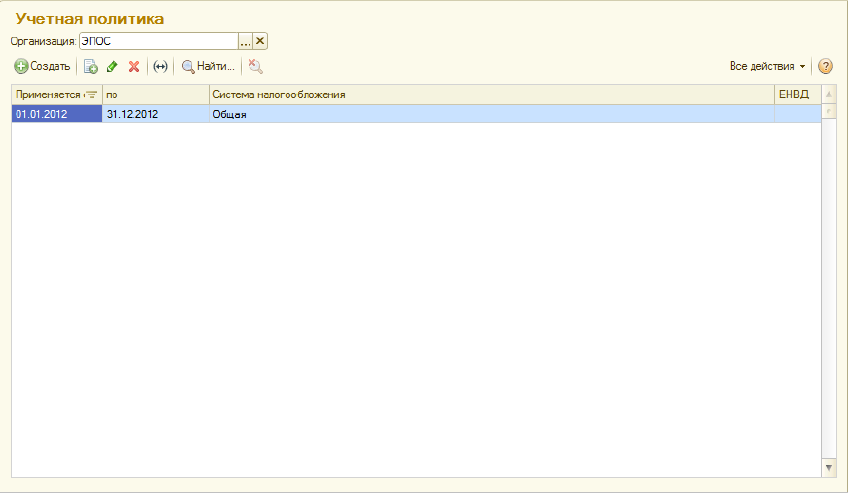 Учетная политика
Организация: ЭПОС ...
Создать Найти... Все действия ?
Применяется с по Система налогообложения ЕНВД
01.01.2012 31.12.2012 Общая